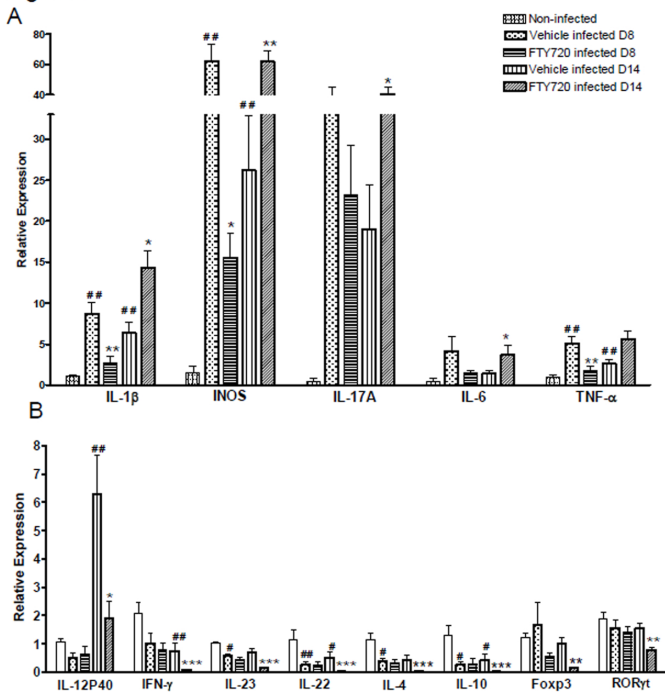 A
Non-infected
Vehicle infected D8
FTY720 infected D8
Vehicle infected D14
FTY720 infected D14
Relative Expression
80
60
40
25
20
15
10
5
0
## ** * ## ## ** ## * * * ## ** ##
IL-1β INOS IL-17A IL-6 TNF-α
B
Relative Expression
8
7
6
5
4
3
2
1
0
## * ## *** # *** ## # *** # *** # # *** ** **
IL-12P40 IFN-γ IL-23 IL-22 IL-4 IL-10 Foxp3 RORγt